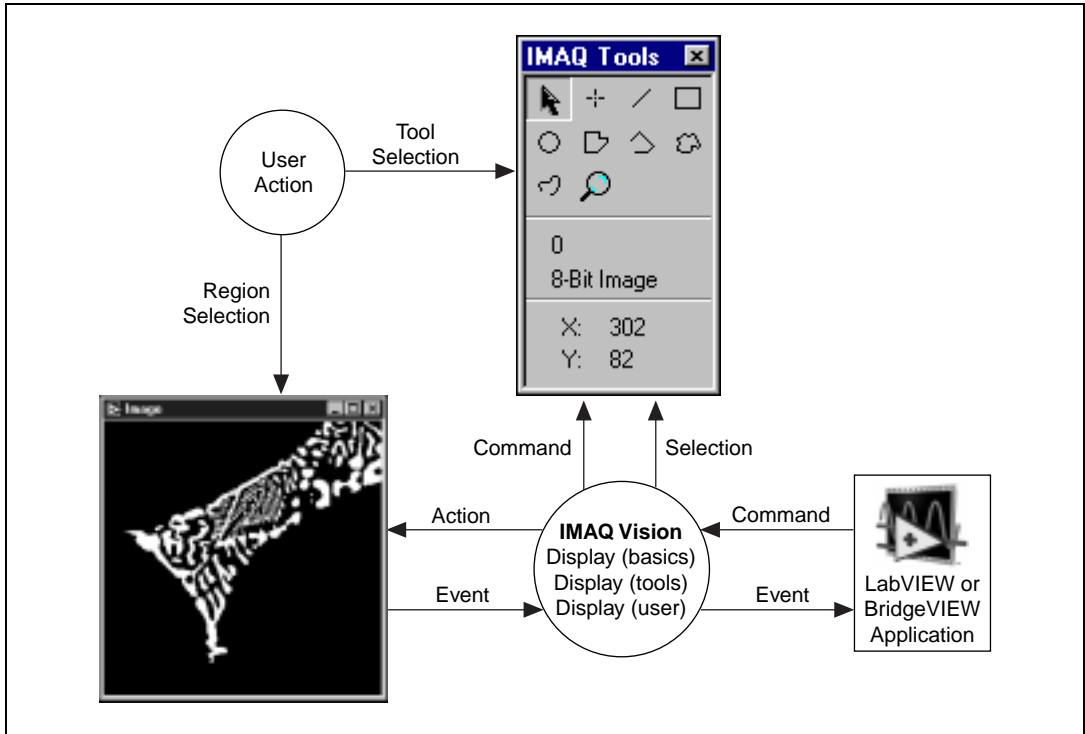 IMAQ Tools
User
Action
Tool
Selection
0
8-Bit Image
X: 302
Y: 82
Region
Selection
Image
Command
Selection
Action
Event
IMAQ Vision
Display (basics)
Display (tools)
Display (user)
Command
Event
LabVIEW or
BridgeVIEW
Application